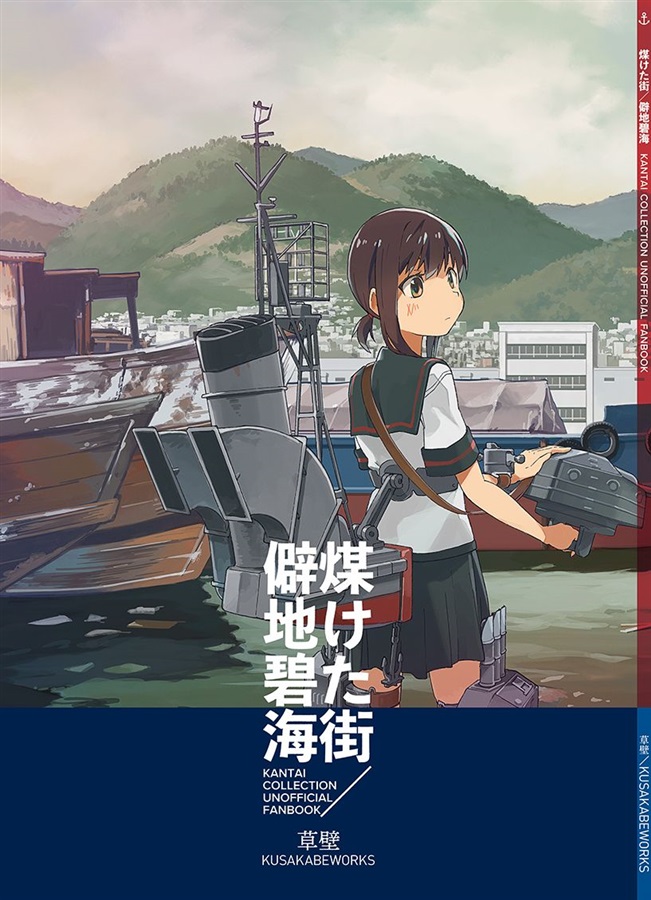 煤けた街
僻地碧海
KANTAI
COLLECTION
UNOFFICIAL
FANBOOK
草壁
KUSAKABEWORKS
煤けた街/僻地碧海 KANTAI COLLECTION UNOFFICIAL FANBOOK
草壁/KUSAKABEWORKS